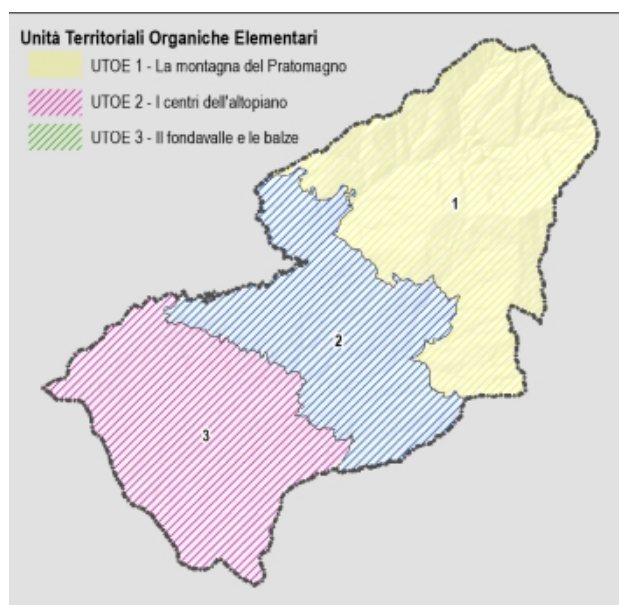 Unità Territoriali Organiche Elementari
UTOE 1 - La montagna del Pratomagno
UTOE 2 - I centri dell'altopiano
UTOE 3 - Il fondavalle e le balze
1
2
3